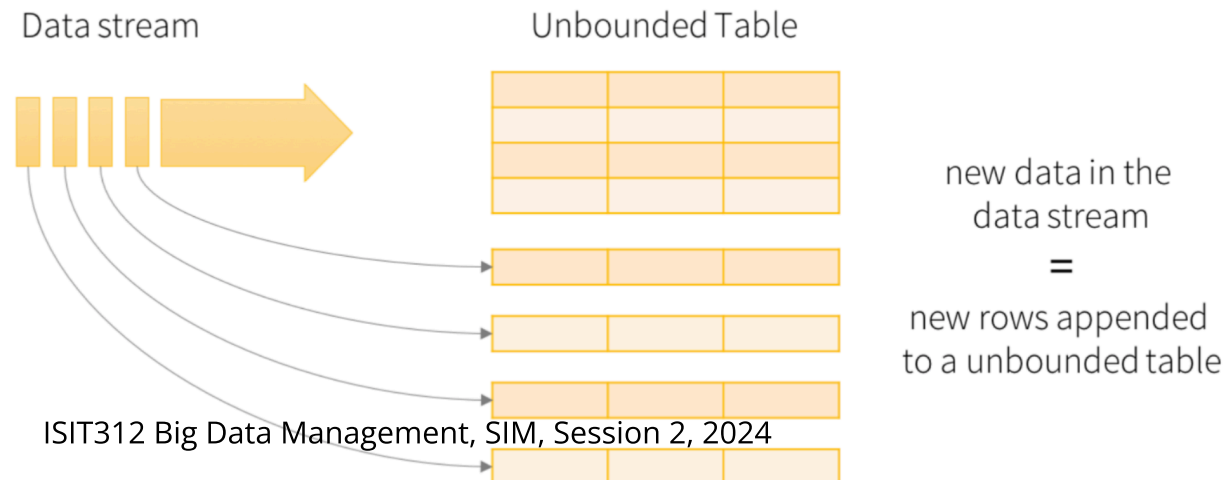 Data stream
Unbounded Table
new data in the
data stream
=
new rows appended
to a unbounded table
ISIT312 Big Data Management, SIM, Session 2, 2024